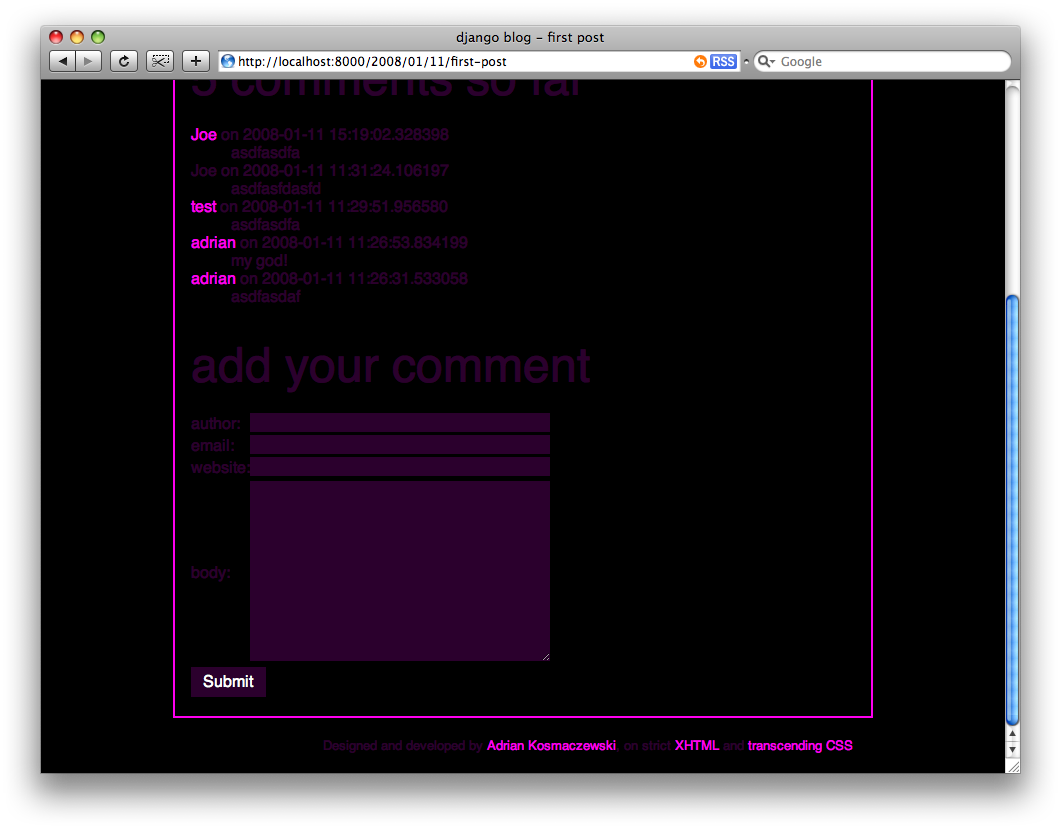 django blog – first post
http://localhost:8000/2008/01/11/first-post
RSS
Google
5 comments so far
Joe on 2008-01-11 15:19:02.328398
asdfasdfa
Joe on 2008-01-11 11:31:24.106197
asdfasfdasfd
test on 2008-01-11 11:29:51.956580
asdfasdfa
adrian on 2008-01-11 11:26:53.834199
my god!
adrian on 2008-01-11 11:26:31.533058
asdfasdaf
add your comment
author:
email:
website:
body:
Submit
Designed and developed by Adrian Kosmaczewski, on strict XHTML and transcending CSS